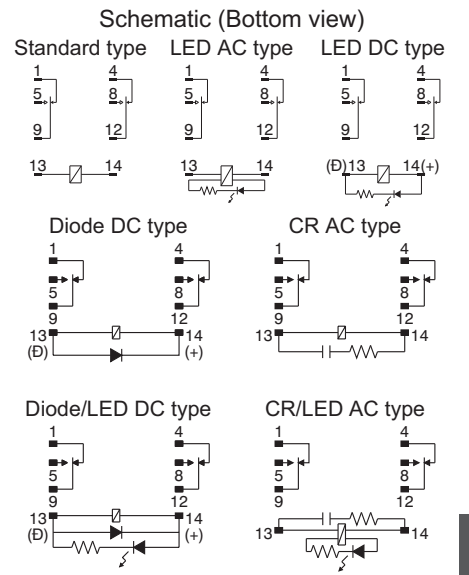 Schematic (Bottom view)
Standard type LED AC type LED DC type
1 4 1 4 1 4
5 8 5 8 5 8
9 12 9 12 9 12
13 14 13 14 (Ð)13 14(+)
Diode DC type CR AC type
1 4 1 4
5 8 5 8
9 12 9 12
13 14 13 14
(Ð) (+)
Diode/LED DC type CR/LED AC type
1 4 1 4
5 8 5 8
9 12 9 12
13 14 13 14
(Ð) (+)